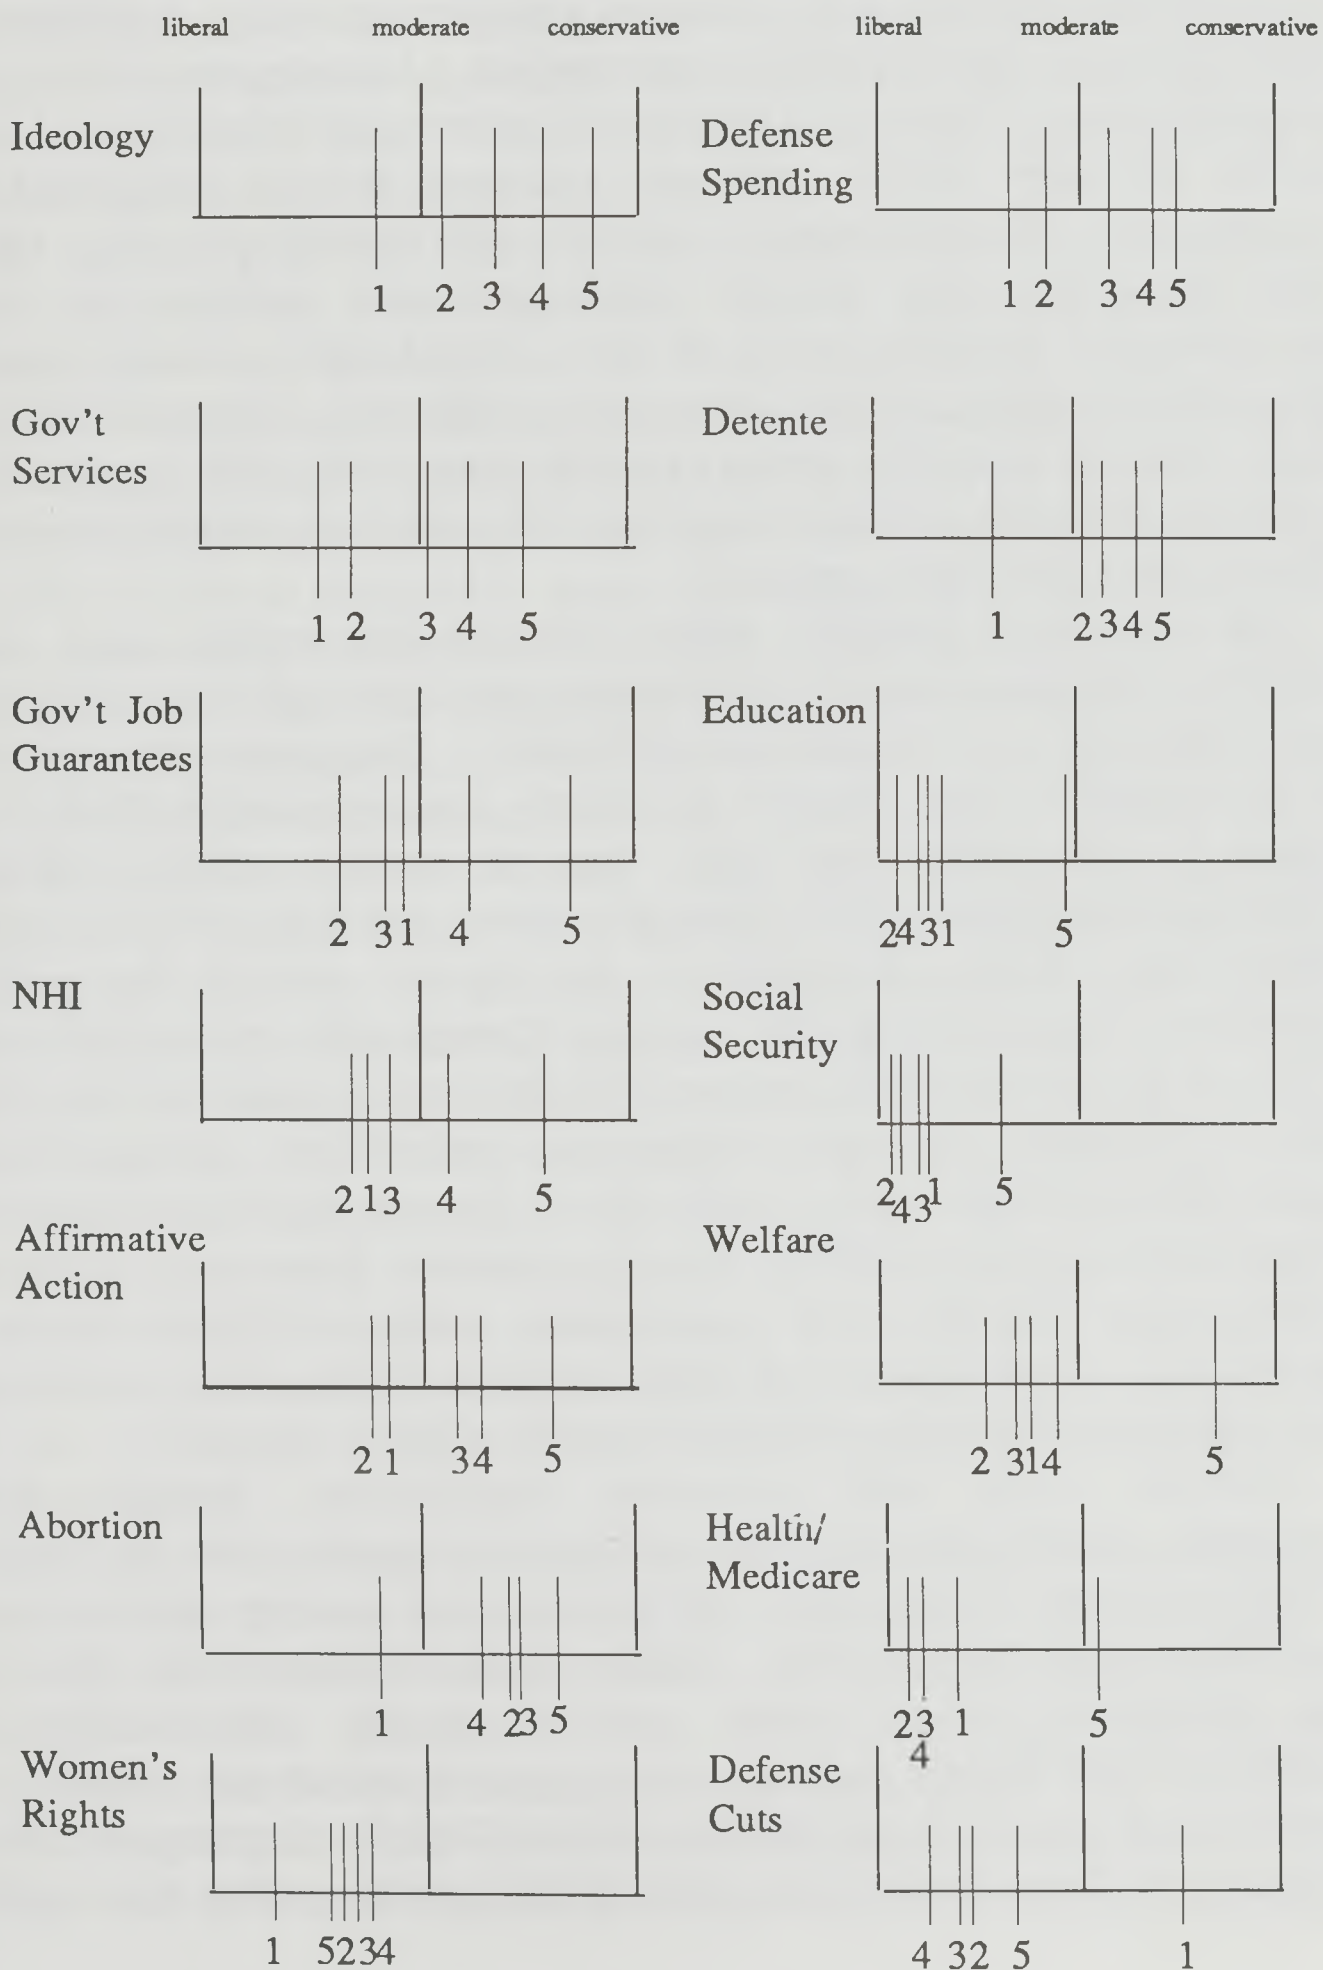 liberal moderate conservative liberal moderate conservative
Ideology
1 2 3 4 5
Defense
Spending
1 2 3 4 5
Gov't
Services
1 2 3 4 5
Detente
1 2 3 4 5
Gov't Job
Guarantees
2 3 1 4 5
Education
2 4 3 1 5
NHI
2 1 3 4 5
Social
Security
2 4 3 1 5
Affirmative
Action
2 1 3 4 5
Welfare
2 3 1 4 5
Abortion
1 4 2 3 5
Health/
Medicare
2 3 1 5
4
Women's
Rights
1 5 2 3 4
Defense
Cuts
4 3 2 5 1